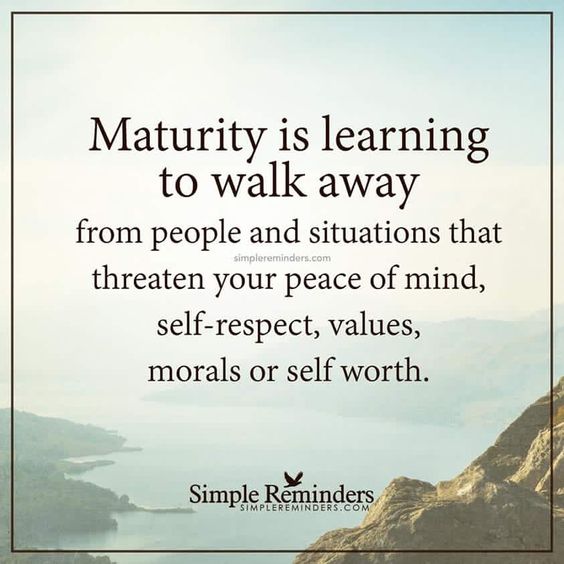 Maturity is learning
to walk away
from people and situations that
simplereminders.com
threaten your peace of mind,
self-respect, values,
morals or self worth.
Simple Reminders
SIMPLEREMINDERS.COM